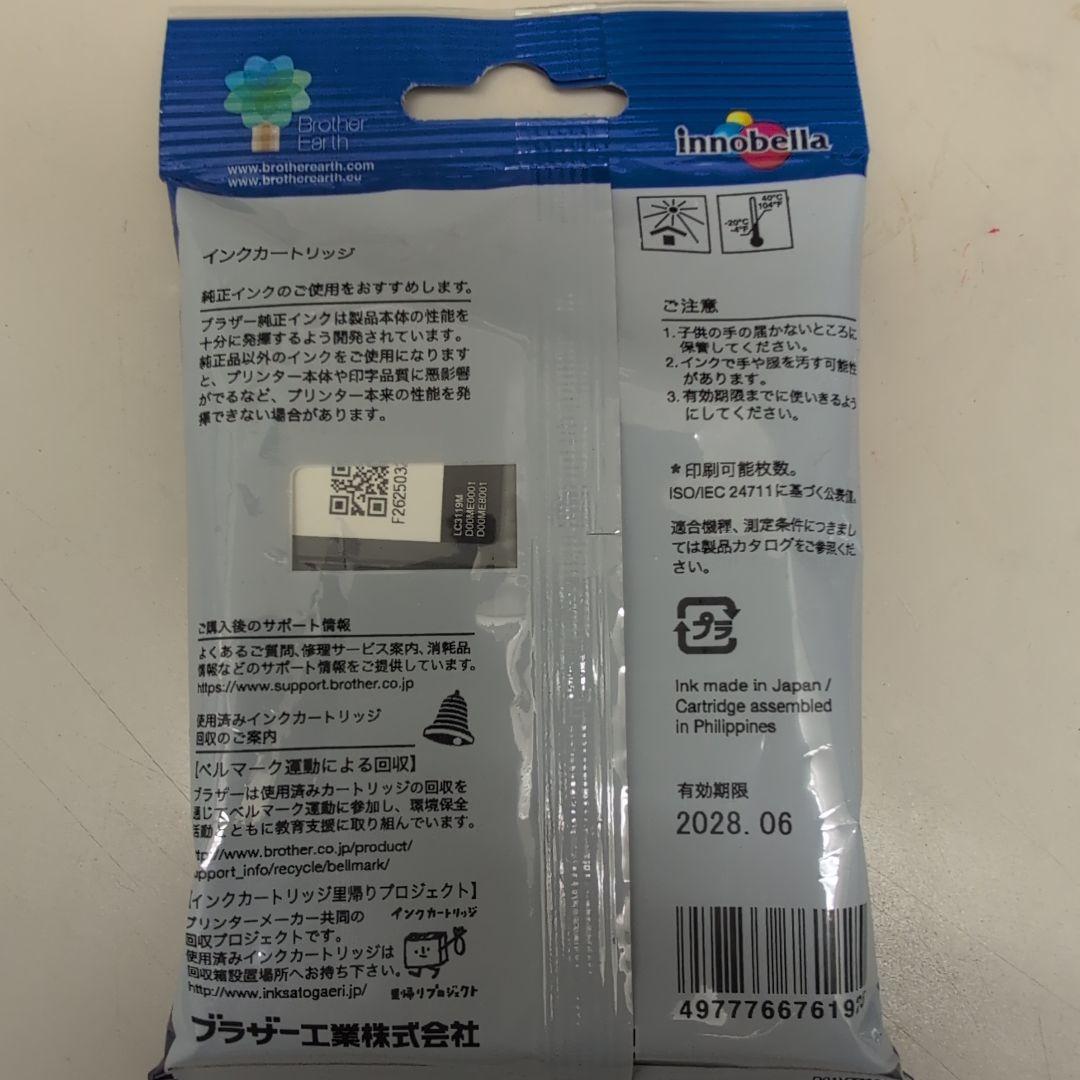 Brother
Earth
www.brotherearth.com
www.brotherearth.eu
innobella
40°C
104°F
-20°C
-4°F
インクカートリッジ
純正インクのご使用をおすすめします。
ブラザー純正インクは製品本体の性能を
十分に発揮するよう開発されています。
純正品以外のインクをご使用になります
と、プリンター本体や印字品質に悪影響
がでるなど、プリンター本来の性能を発
揮できない場合があります。
F262503
LC3119M
D00ME0001
D00ME8001
ご購入後のサポート情報
よくあるご質問、修理サービス案内、消耗品
情報などのサポート情報をご提供しています。
https://www.support.brother.co.jp
使用済みインクカートリッジ
回収のご案内
【ベルマーク運動による回収】
ブラザーは使用済みカートリッジの回収を
通じてベルマーク運動に参加し、環境保全
活動とともに教育支援に取り組んでいます。
http://www.brother.co.jp/product/
support_info/recycle/bellmark/
【インクカートリッジ里帰りプロジェクト】
プリンターメーカー共同の
回収プロジェクトです。
使用済みインクカートリッジは
回収箱設置場所へお持ち下さい。
http://www.inksatogaeri.jp/
インクカートリッジ
里帰りプロジェクト
ブラザー工業株式会社
ご注意
1.子供の手の届かないところに
保管してください。
2.インクで手や服を汚す可能性
があります。
3.有効期限までに使いきるよう
にしてください。
*印刷可能枚数。
ISO/IEC 24711に基づく公表値。
適合機種、測定条件につきまし
ては製品カタログをご参照くだ
さい。
プラ
Ink made in Japan /
Cartridge assembled
in Philippines
有効期限
2028.06
49777667619